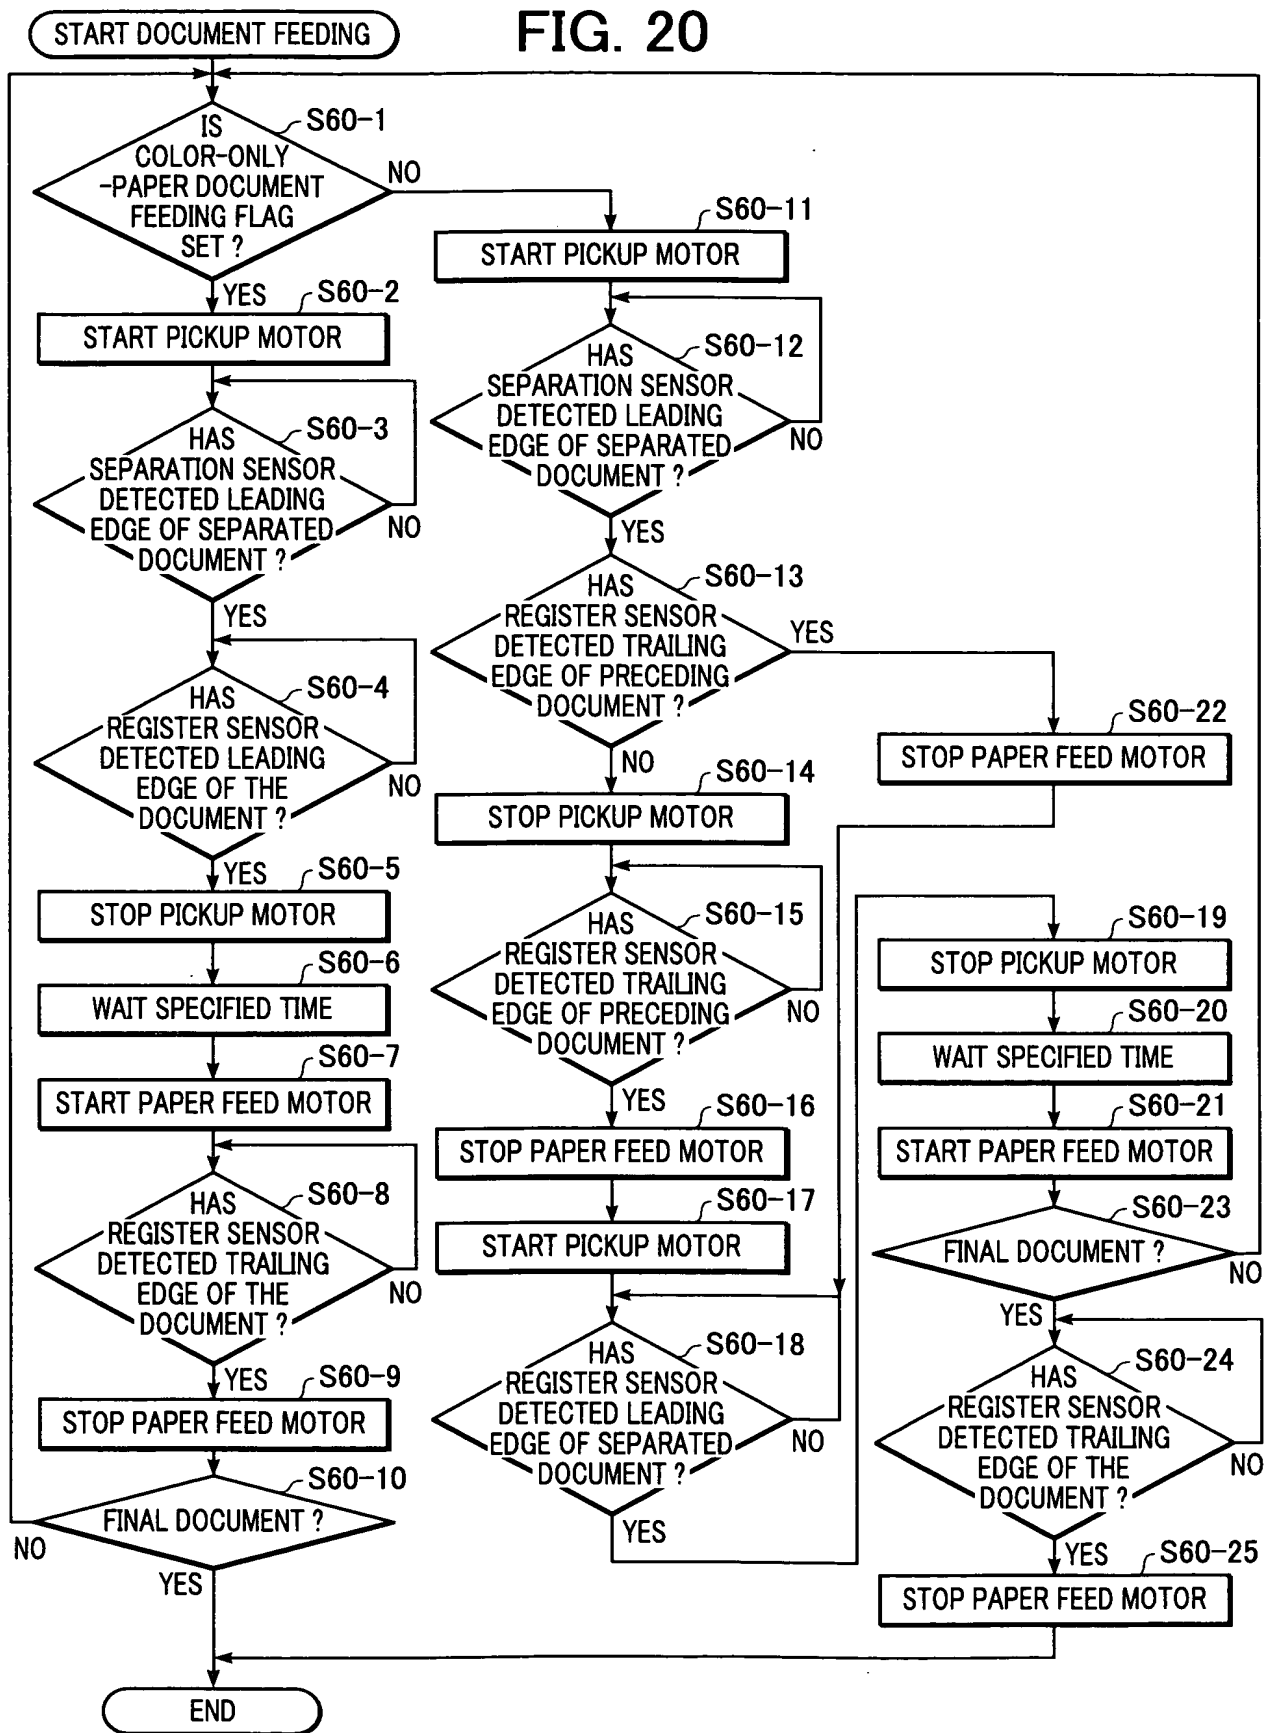 FIG. 20
START DOCUMENT FEEDING
S60-1
IS
COLOR-ONLY
-PAPER DOCUMENT
FEEDING FLAG
SET ?
NO
YES
S60-2
START PICKUP MOTOR
S60-3
HAS
SEPARATION SENSOR
DETECTED LEADING
EDGE OF SEPARATED
DOCUMENT ?
NO
YES
S60-4
HAS
REGISTER SENSOR
DETECTED LEADING
EDGE OF THE
DOCUMENT ?
NO
YES
S60-5
STOP PICKUP MOTOR
S60-6
WAIT SPECIFIED TIME
S60-7
START PAPER FEED MOTOR
S60-8
HAS
REGISTER SENSOR
DETECTED TRAILING
EDGE OF THE
DOCUMENT ?
NO
YES
S60-9
STOP PAPER FEED MOTOR
S60-10
FINAL DOCUMENT ?
NO
YES
END
S60-11
START PICKUP MOTOR
S60-12
HAS
SEPARATION SENSOR
DETECTED LEADING
EDGE OF SEPARATED
DOCUMENT ?
NO
YES
S60-13
HAS
REGISTER SENSOR
DETECTED TRAILING
EDGE OF PRECEDING
DOCUMENT ?
YES
NO
S60-14
STOP PICKUP MOTOR
S60-15
HAS
REGISTER SENSOR
DETECTED TRAILING
EDGE OF PRECEDING
DOCUMENT ?
NO
YES
S60-16
STOP PAPER FEED MOTOR
S60-17
START PICKUP MOTOR
S60-18
HAS
REGISTER SENSOR
DETECTED LEADING
EDGE OF SEPARATED
DOCUMENT ?
NO
YES
S60-22
STOP PAPER FEED MOTOR
S60-19
STOP PICKUP MOTOR
S60-20
WAIT SPECIFIED TIME
S60-21
START PAPER FEED MOTOR
S60-23
FINAL DOCUMENT ?
NO
YES
S60-24
HAS
REGISTER SENSOR
DETECTED TRAILING
EDGE OF THE
DOCUMENT ?
NO
YES
S60-25
STOP PAPER FEED MOTOR